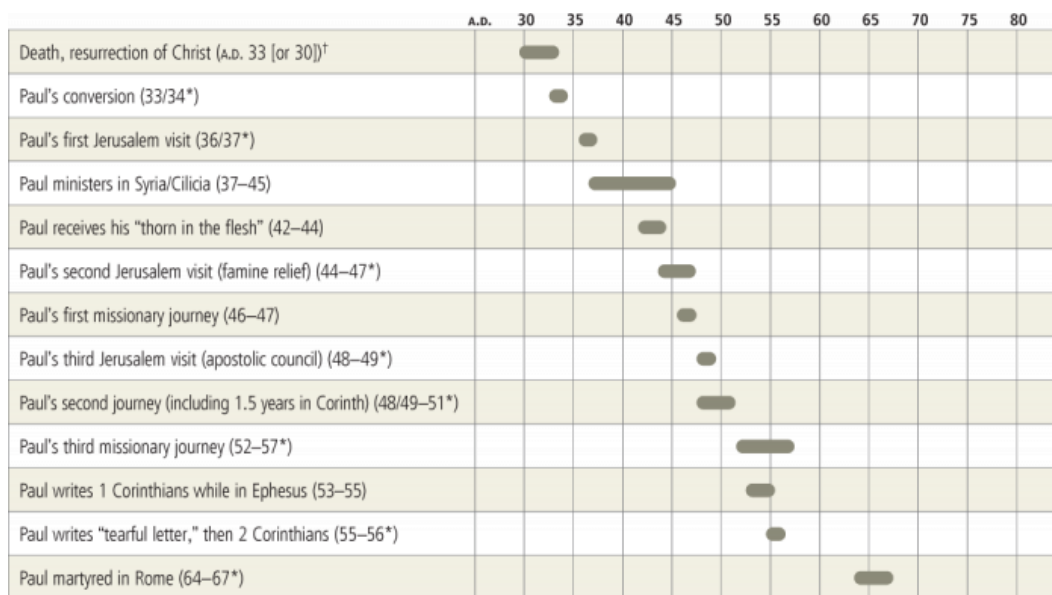 A.D. 30 35 40 45 50 55 60 65 70 75 80
Death, resurrection of Christ (A.D. 33 [or 30])†
Paul's conversion (33/34*)
Paul's first Jerusalem visit (36/37*)
Paul ministers in Syria/Cilicia (37–45)
Paul receives his “thorn in the flesh” (42–44)
Paul's second Jerusalem visit (famine relief) (44–47*)
Paul's first missionary journey (46–47)
Paul's third Jerusalem visit (apostolic council) (48–49*)
Paul's second journey (including 1.5 years in Corinth) (48/49–51*)
Paul's third missionary journey (52–57*)
Paul writes 1 Corinthians while in Ephesus (53–55)
Paul writes “tearful letter,” then 2 Corinthians (55–56*)
Paul martyred in Rome (64–67*)